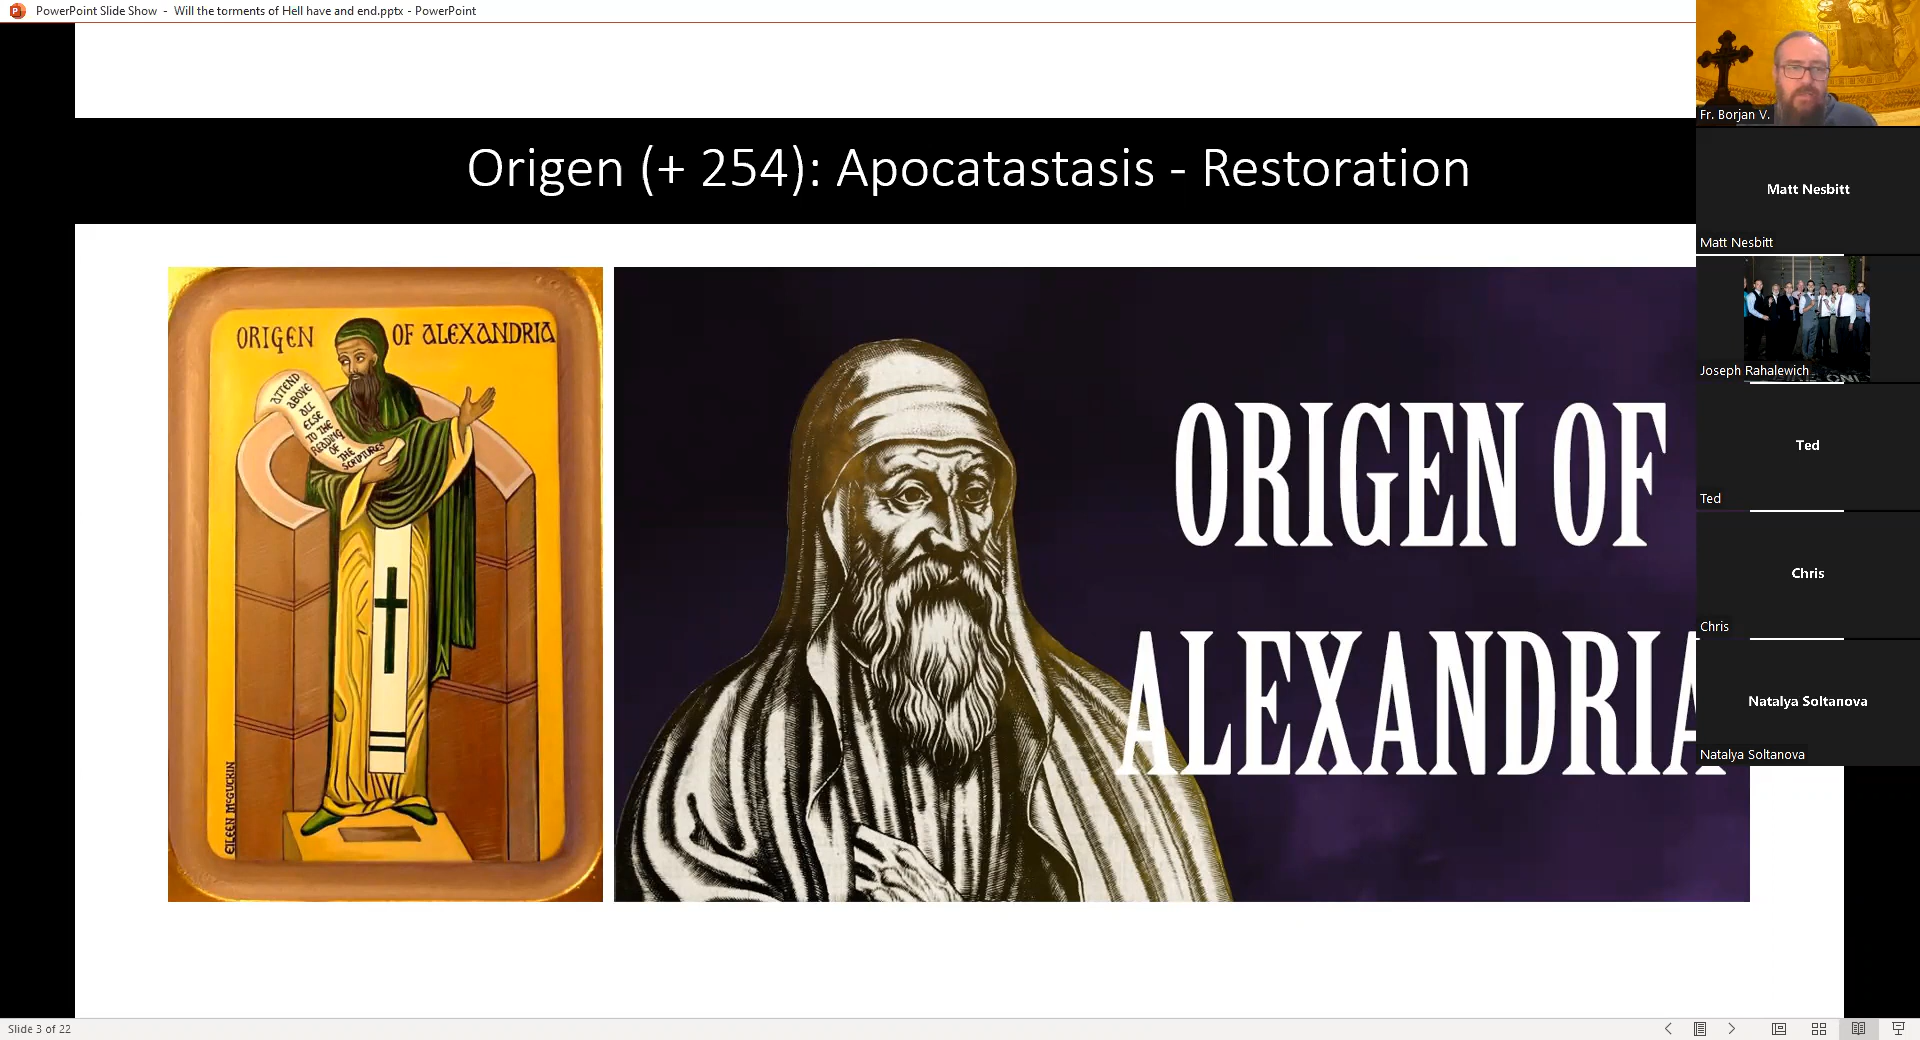 PowerPoint Slide Show - Will the torments of Hell have and end.pptx - PowerPoint
Origen (+ 254): Apocatastasis - Restoration
ORIGEN OF ALEXANDRIA
ATTEND
ABOVE
ALL
ELSE
TO THE
READING
OF
THE
SCRIPTURES
EILEEN McGUCKIN
ORIGEN OF
ALEXANDRIA
Fr. Borjan V.
Matt Nesbitt
Matt Nesbitt
Joseph Rahalewich
Ted
Ted
Chris
Chris
Natalya Soltanova
Natalya Soltanova
Slide 3 of 22